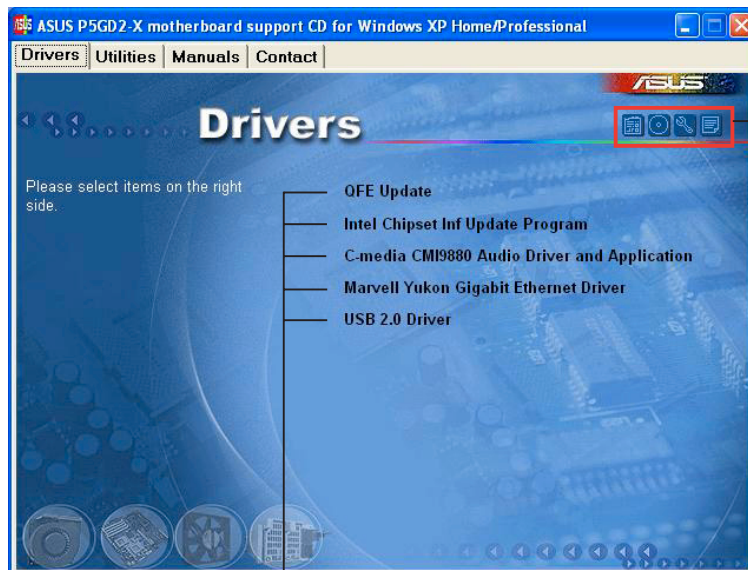 ASUS P5GD2-X motherboard support CD for Windows XP Home/Professional
Drivers Utilities Manuals Contact
ASUS
Drivers
Please select items on the right
side.
QFE Update
Intel Chipset Inf Update Program
C-media CMI9880 Audio Driver and Application
Marvell Yukon Gigabit Ethernet Driver
USB 2.0 Driver